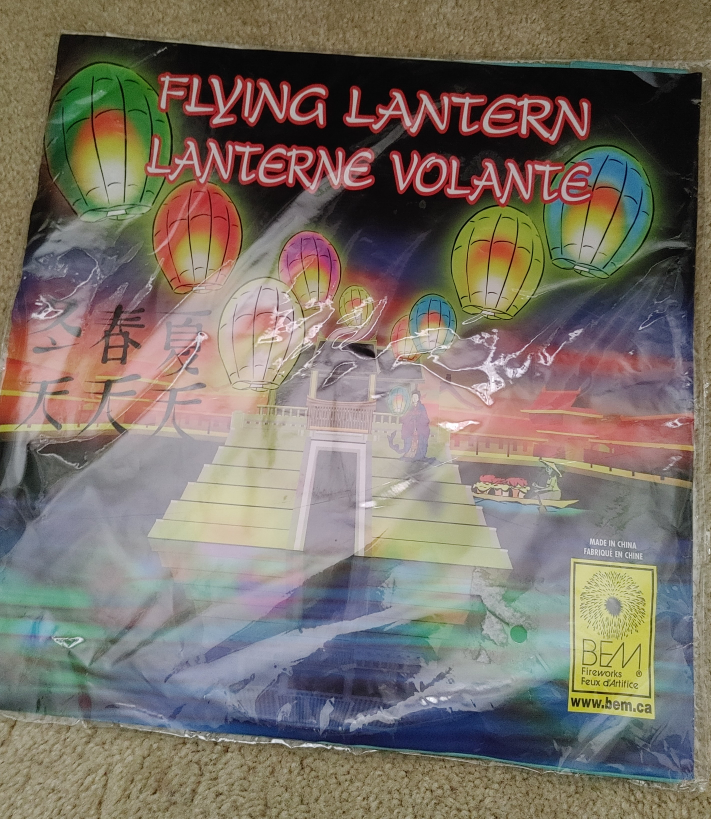 FLYING LANTERN
LANTERNE VOLANTE
冬天
春天
夏天
MADE IN CHINA
FABRIQUÉ EN CHINE
BEM®
Fireworks
Feux d'Artifice
www.bem.ca